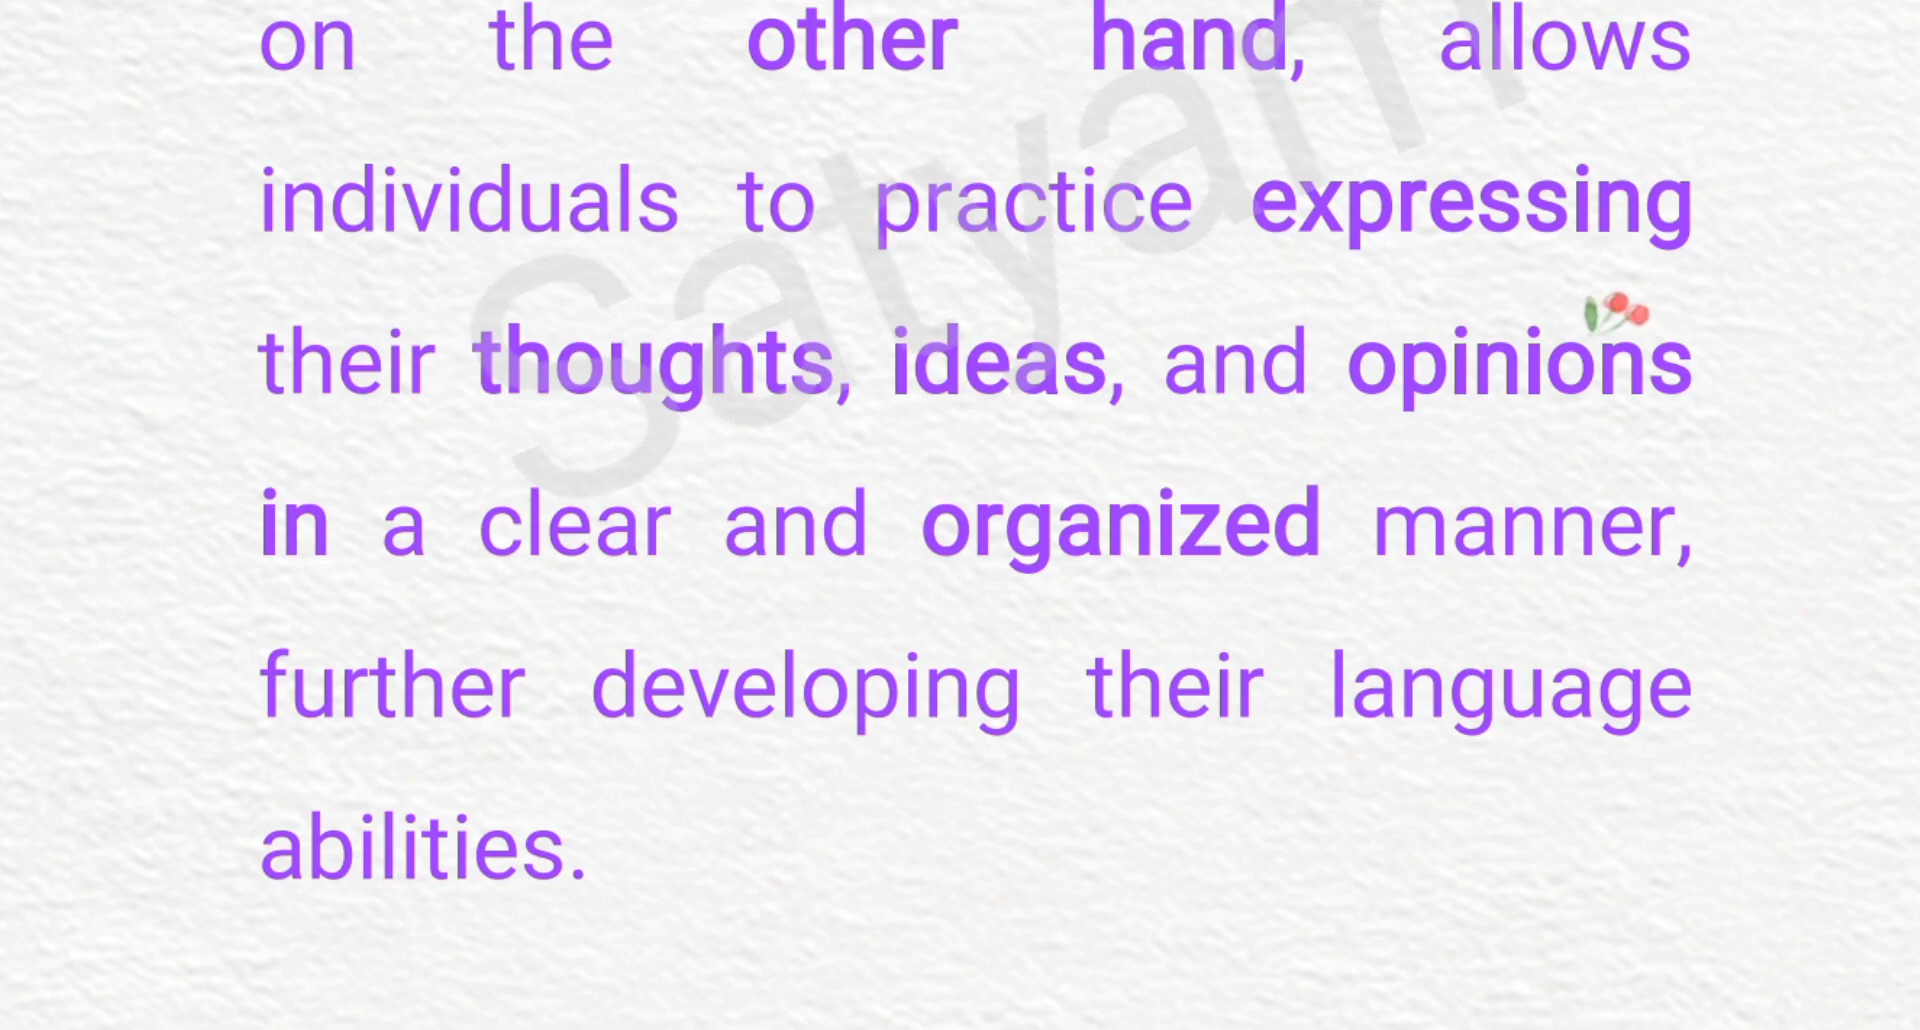 on the other hand, allows
individuals to practice expressing
their thoughts, ideas, and opinions
in a clear and organized manner,
further developing their language
abilities.
Satyam